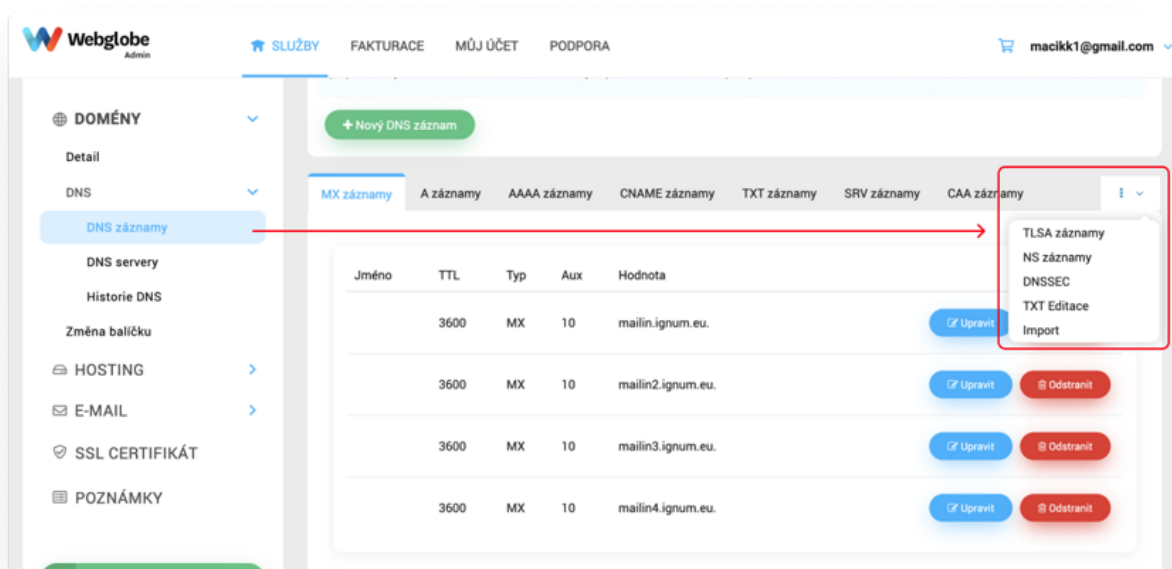 Webglobe
Admin
SLUŽBY FAKTURACE MŮJ ÚČET PODPORA macikk1@gmail.com
DOMÉNY
Detail
DNS
DNS záznamy
DNS servery
Historie DNS
Změna balíčku
HOSTING
E-MAIL
SSL CERTIFIKÁT
POZNÁMKY
+ Nový DNS záznam
MX záznamy A záznamy AAAA záznamy CNAME záznamy TXT záznamy SRV záznamy CAA záznamy
TLSA záznamy
NS záznamy
DNSSEC
TXT Editace
Import
Jméno TTL Typ Aux Hodnota
3600 MX 10 mailin.ignum.eu. Upravit
3600 MX 10 mailin2.ignum.eu. Upravit Odstranit
3600 MX 10 mailin3.ignum.eu. Upravit Odstranit
3600 MX 10 mailin4.ignum.eu. Upravit Odstranit